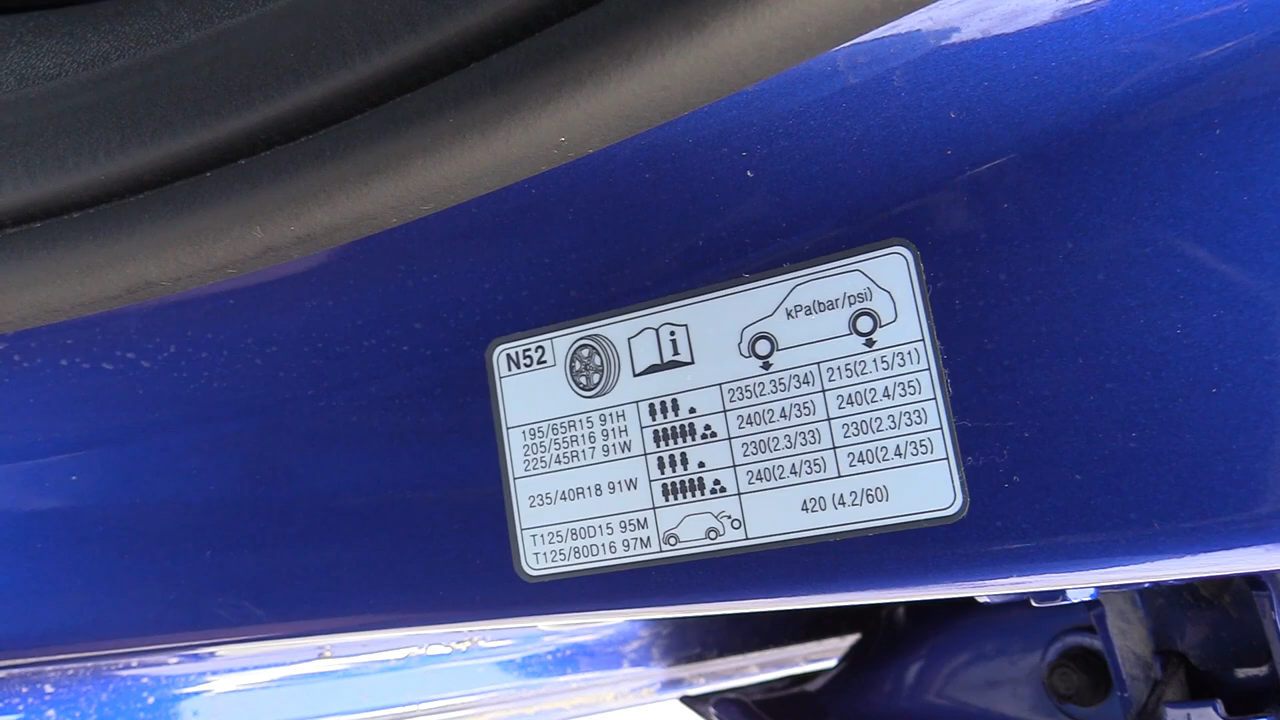 N52
i
kPa(bar/psi)
195/65R15 91H
205/55R16 91H
225/45R17 91W
235(2.35/34) 215(2.15/31)
240(2.4/35) 240(2.4/35)
235/40R18 91W
230(2.3/33) 230(2.3/33)
240(2.4/35) 240(2.4/35)
T125/80D15 95M
T125/80D16 97M
420 (4.2/60)